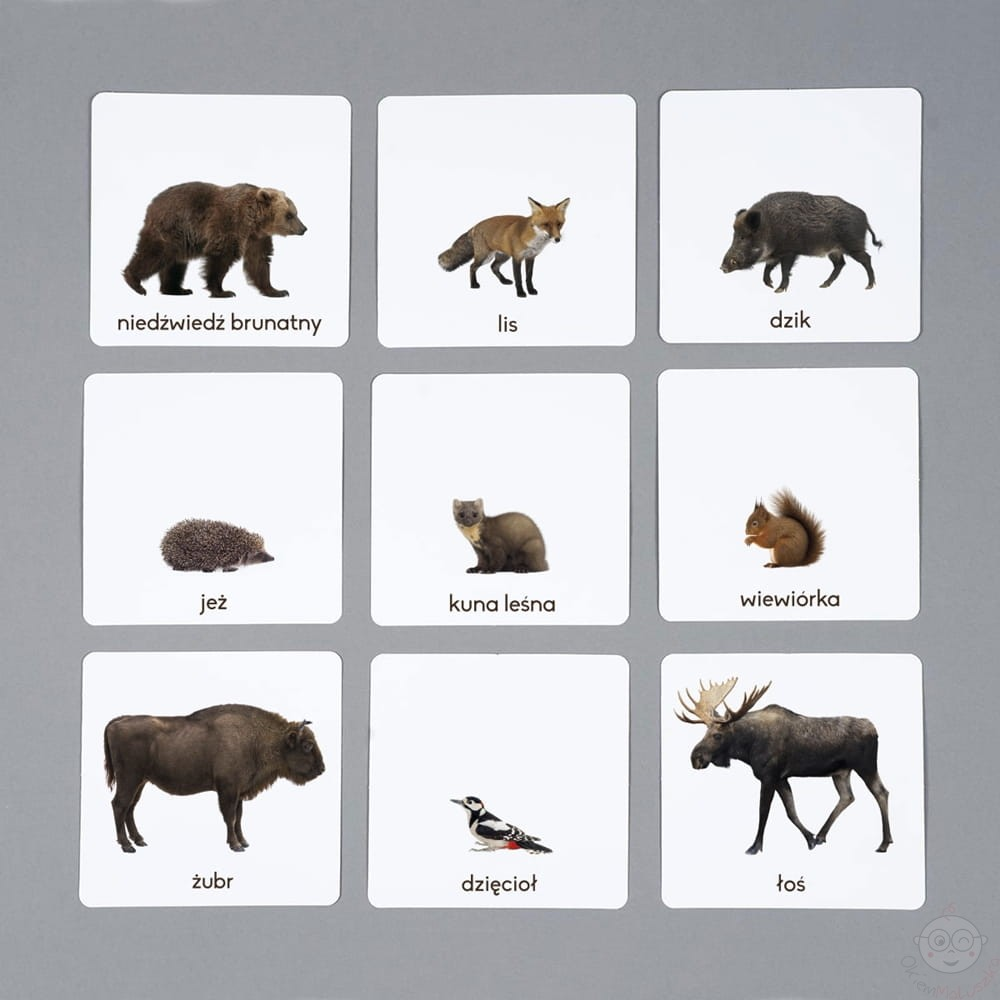 niedźwiedź brunatny
lis
dzik
jeż
kuna leśna
wiewiórka
żubr
dzięcioł
łoś